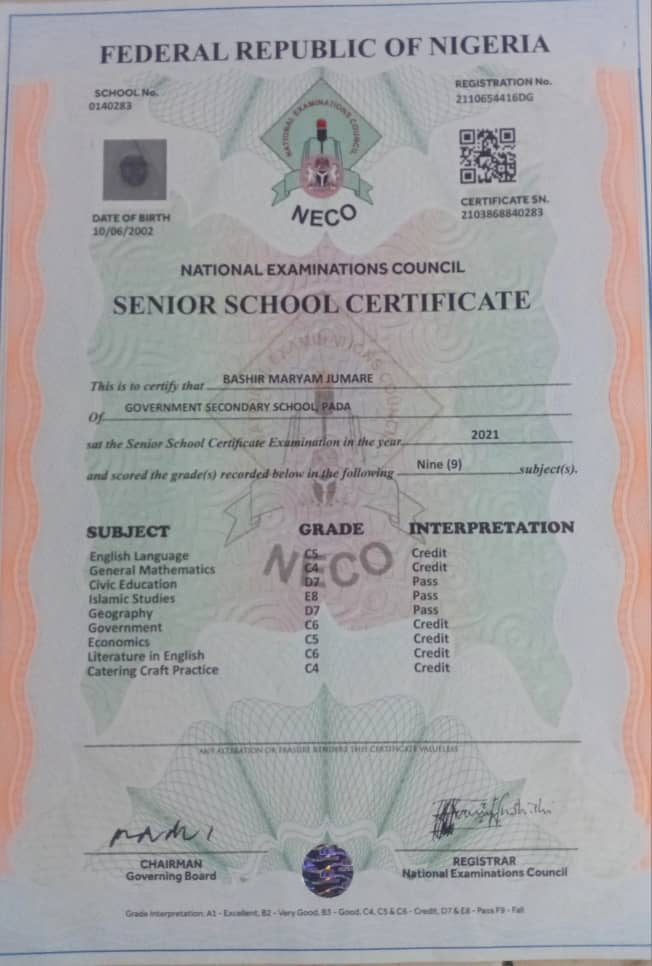 FEDERAL REPUBLIC OF NIGERIA
SCHOOL No.
0140283
REGISTRATION No.
2110654416DG
NATIONAL EXAMINATIONS COUNCIL
NECO
DATE OF BIRTH
10/06/2002
CERTIFICATE SN.
2103868840283
NATIONAL EXAMINATIONS COUNCIL
SENIOR SCHOOL CERTIFICATE
This is to certify that BASHIR MARYAM JUMARE
Of GOVERNMENT SECONDARY SCHOOL, PADA
sat the Senior School Certificate Examination in the year 2021
and scored the grade(s) recorded below in the following Nine (9) subject(s).
SUBJECT GRADE INTERPRETATION
English Language C5 Credit
General Mathematics C4 Credit
Civic Education D7 Pass
Islamic Studies E8 Pass
Geography D7 Pass
Government C6 Credit
Economics C5 Credit
Literature in English C6 Credit
Catering Craft Practice C4 Credit
NECO
ANY ALTERATION OR ERASURE RENDERS THIS CERTIFICATE VALUELESS
CHAIRMAN
Governing Board
REGISTRAR
National Examinations Council
Grade Interpretation, A1 - Excellent, B2 - Very Good, B3 - Good, C4, C5 & C6 - Credit, D7 & E8 - Pass F9 - Fail